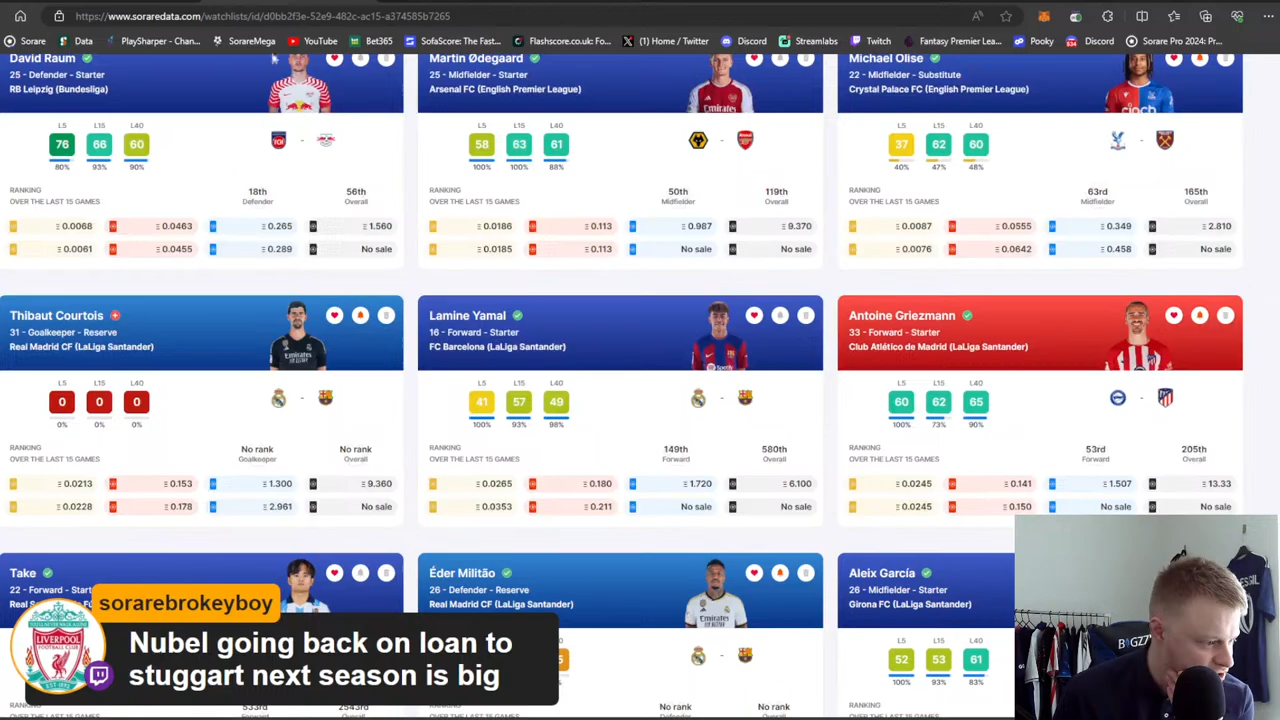 https://www.soraredata.com/watchlists/id/d0bb2f3e-52e9-482c-ac15-a374585b7265
Sorare Data PlaySharper - Chan... SorareMega YouTube Bet365 SofaScore: The Fast... Flashscore.co.uk: Fo... (1) Home / Twitter Discord Streamlabs Twitch Fantasy Premier Lea... Pooky Discord Sorare Pro 2024: Pr...
David Raum
25 - Defender - Starter
RB Leipzig (Bundesliga)
L5 L15 L40
76 66 60
80% 93% 90%
RANKING
OVER THE LAST 15 GAMES
18th 56th
Defender Overall
Ξ 0.0068 Ξ 0.0463 Ξ 0.265 Ξ 1.560
Ξ 0.0061 Ξ 0.0455 Ξ 0.289 No sale
Martin Ødegaard
25 - Midfielder - Starter
Arsenal FC (English Premier League)
L5 L15 L40
58 63 61
100% 100% 88%
RANKING
OVER THE LAST 15 GAMES
50th 119th
Midfielder Overall
Ξ 0.0186 Ξ 0.113 Ξ 0.987 Ξ 9.370
Ξ 0.0185 Ξ 0.113 No sale No sale
Michael Olise
22 - Midfielder - Substitute
Crystal Palace FC (English Premier League)
L5 L15 L40
37 62 60
40% 47% 48%
RANKING
OVER THE LAST 15 GAMES
63rd 165th
Midfielder Overall
Ξ 0.0087 Ξ 0.0555 Ξ 0.349 Ξ 2.810
Ξ 0.0076 Ξ 0.0642 Ξ 0.458 No sale
Thibaut Courtois
31 - Goalkeeper - Reserve
Real Madrid CF (LaLiga Santander)
L5 L15 L40
0 0 0
0% 0% 0%
RANKING
OVER THE LAST 15 GAMES
No rank No rank
Goalkeeper Overall
Ξ 0.0213 Ξ 0.153 Ξ 1.300 Ξ 9.360
Ξ 0.0228 Ξ 0.178 Ξ 2.961 No sale
Lamine Yamal
16 - Forward - Starter
FC Barcelona (LaLiga Santander)
L5 L15 L40
41 57 49
100% 93% 98%
RANKING
OVER THE LAST 15 GAMES
149th 580th
Forward Overall
Ξ 0.0265 Ξ 0.180 Ξ 1.720 Ξ 6.100
Ξ 0.0353 Ξ 0.211 No sale No sale
Antoine Griezmann
33 - Forward - Starter
Club Atlético de Madrid (LaLiga Santander)
L5 L15 L40
60 62 65
100% 73% 90%
RANKING
OVER THE LAST 15 GAMES
53rd 205th
Forward Overall
Ξ 0.0245 Ξ 0.141 Ξ 1.507 Ξ 13.33
Ξ 0.0245 Ξ 0.150 No sale No sale
Take
22 - Forward - Start
Éder Militão
26 - Defender - Reserve
Real Madrid CF (LaLiga Santander)
No rank No rank
Aleix García
26 - Midfielder - Starter
Girona FC (LaLiga Santander)
L5 L15 L40
52 53 61
100% 93% 83%
RANKING
sorarebrokeyboy
LIVERPOOL
FOOTBALL CLUB
Nubel going back on loan to
stuggart next season is big
533rd 2543rd